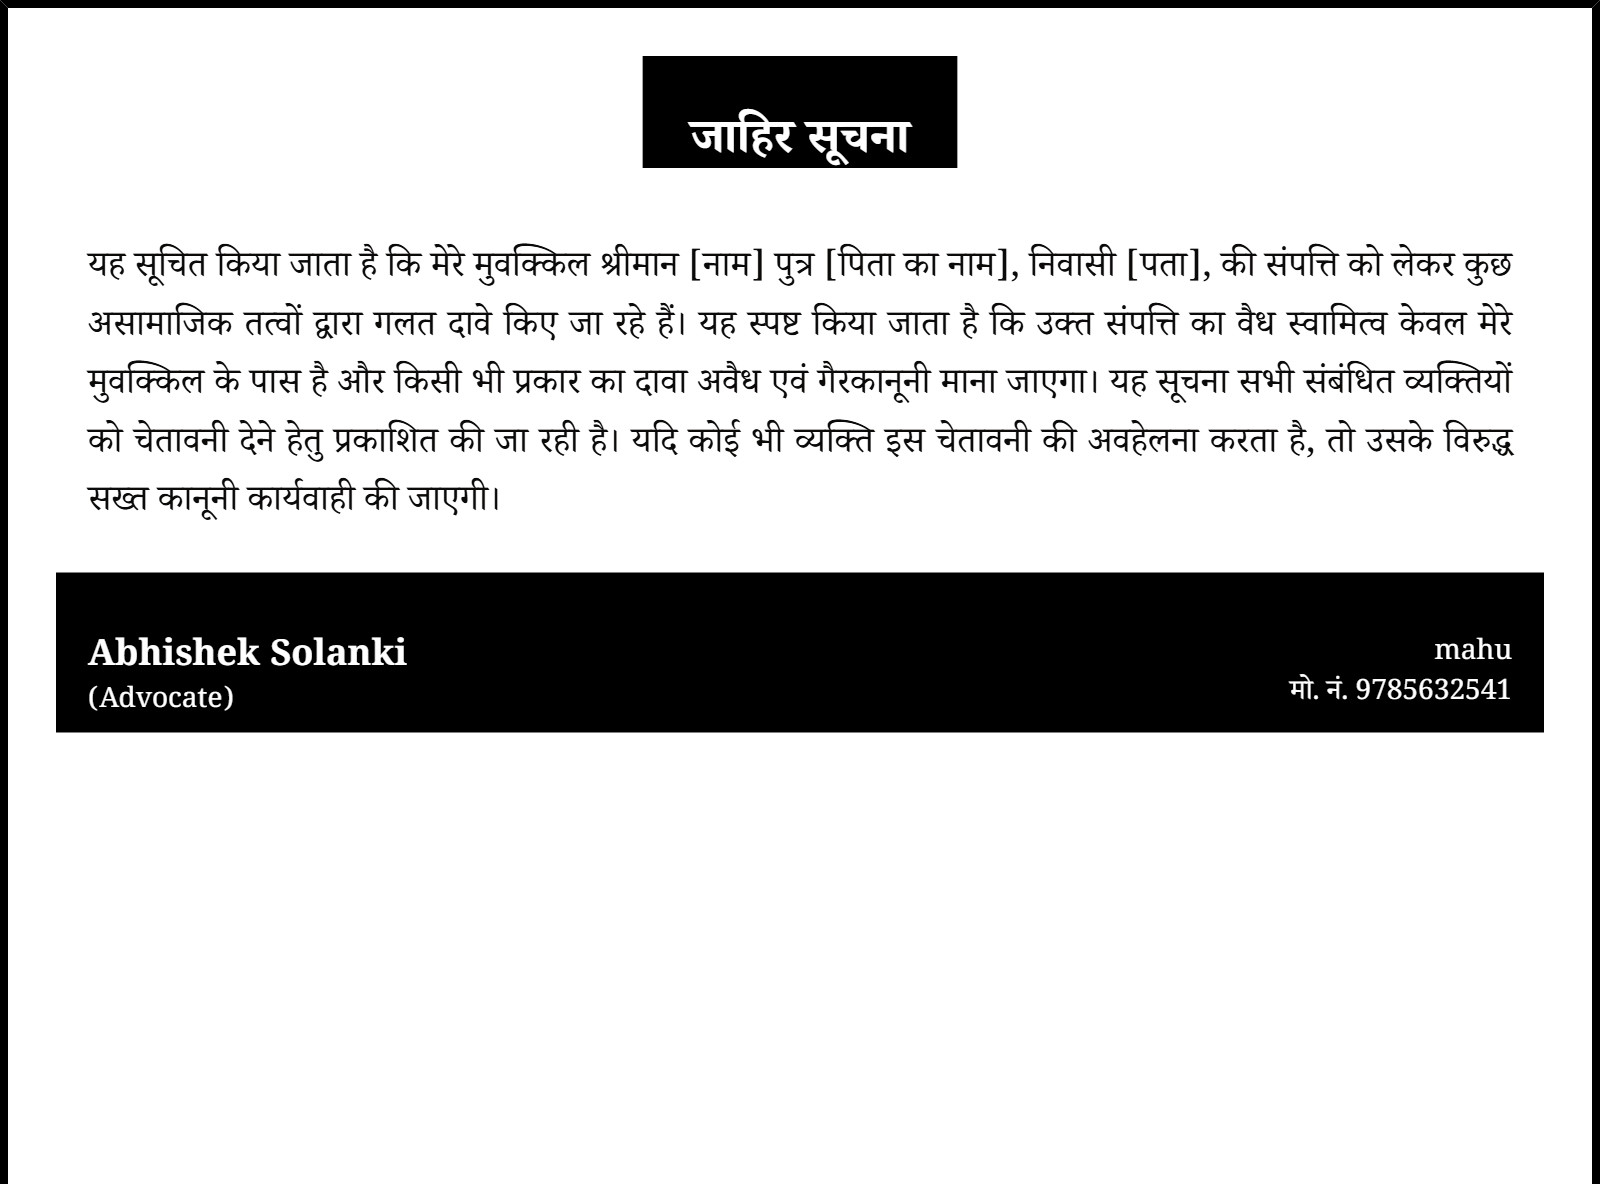 जाहिर सूचना
यह सूचित किया जाता है कि मेरे मुवक्किल श्रीमान [नाम] पुत्र [पिता का नाम], निवासी [पता], की संपत्ति को लेकर कुछ
असामाजिक तत्वों द्वारा गलत दावे किए जा रहे हैं। यह स्पष्ट किया जाता है कि उक्त संपत्ति का वैध स्वामित्व केवल मेरे
मुवक्किल के पास है और किसी भी प्रकार का दावा अवैध एवं गैरकानूनी माना जाएगा। यह सूचना सभी संबंधित व्यक्तियों
को चेतावनी देने हेतु प्रकाशित की जा रही है। यदि कोई भी व्यक्ति इस चेतावनी की अवहेलना करता है, तो उसके विरुद्ध
सख्त कानूनी कार्यवाही की जाएगी।
Abhishek Solanki
(Advocate)
mahu
मो. नं. 9785632541